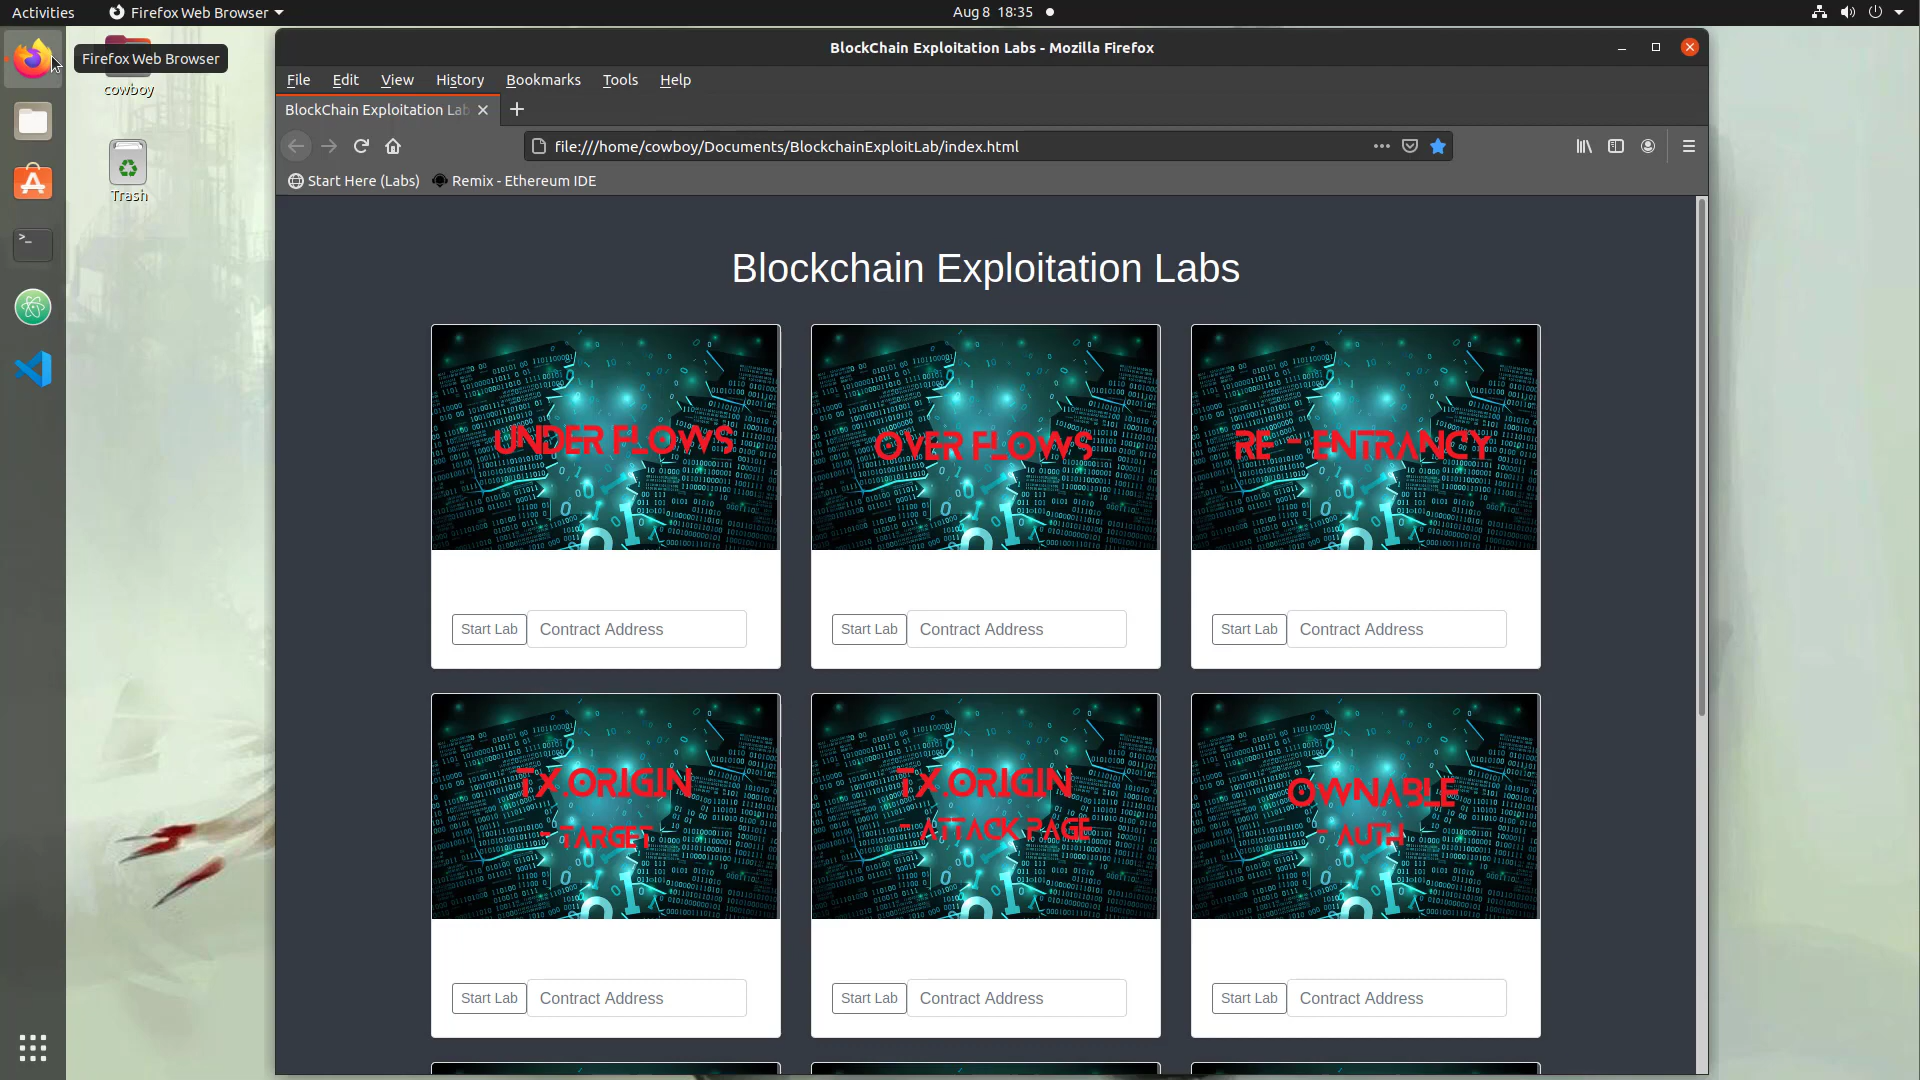 Activities
Firefox Web Browser
Aug 8 18:35
Firefox Web Browser
cowboy
Trash
BlockChain Exploitation Labs - Mozilla Firefox
File Edit View History Bookmarks Tools Help
BlockChain Exploitation Lab
file:///home/cowboy/Documents/BlockchainExploitLab/index.html
Start Here (Labs)
Remix - Ethereum IDE
Blockchain Exploitation Labs
UNDER FLOWS
OVER FLOWS
RE - ENTRANCY
Start Lab
Contract Address
Start Lab
Contract Address
Start Lab
Contract Address
TX.ORIGIN
- TARGET
TX.ORIGIN
- ATTACK PAGE
OWNABLE
- AUTH
Start Lab
Contract Address
Start Lab
Contract Address
Start Lab
Contract Address